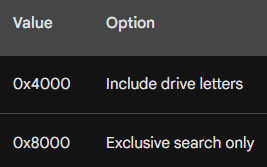 Value Option
0x4000 Include drive letters
0x8000 Exclusive search only